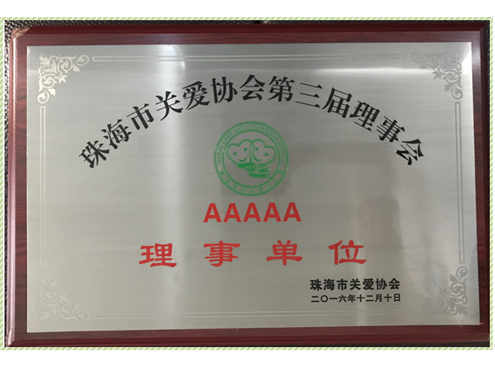 珠海市关爱协会第三届理事会
AAAAA
理事单位
珠海市关爱协会
二〇一六年十二月十日